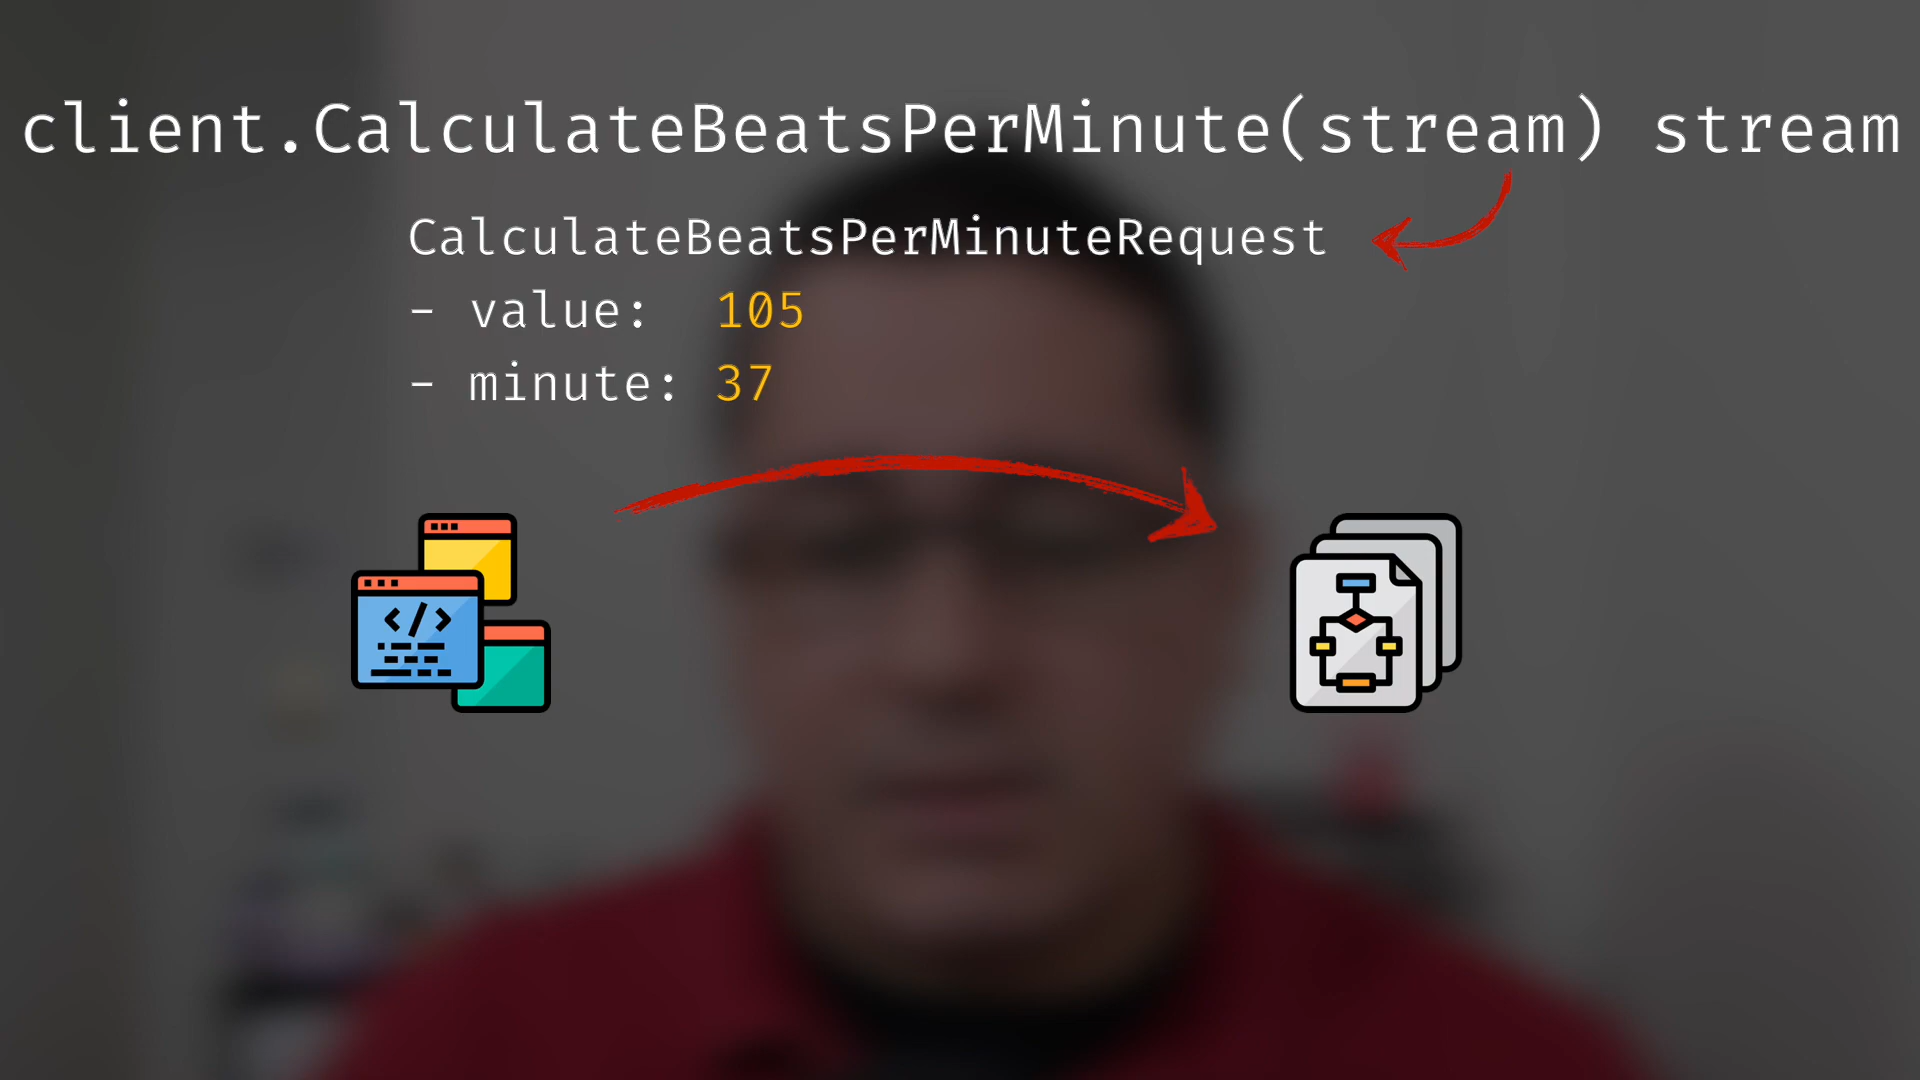 client.CalculateBeatsPerMinute(stream) stream
CalculateBeatsPerMinuteRequest
- value: 105
- minute: 37